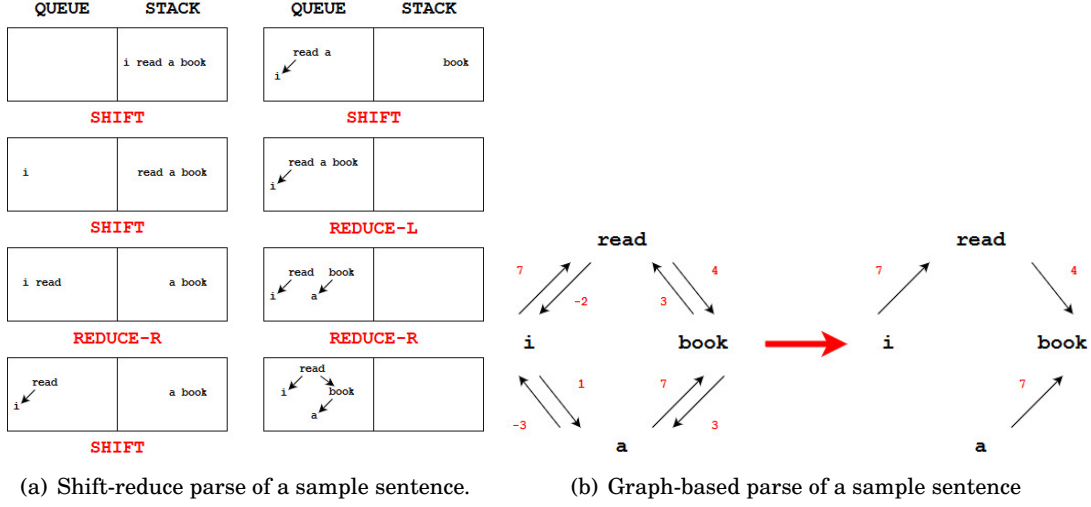 QUEUE STACK
i read a book
SHIFT
i
read a book
SHIFT
i read
a book
REDUCE-R
read
i
a book
SHIFT
QUEUE STACK
read a
i
book
SHIFT
read a book
i
REDUCE-L
read book
i a
REDUCE-R
read
i book
a
(a) Shift-reduce parse of a sample sentence.
read
7 4
-2 3
i book
1 7
-3 3
a
read
7 4
i book
7
a
(b) Graph-based parse of a sample sentence